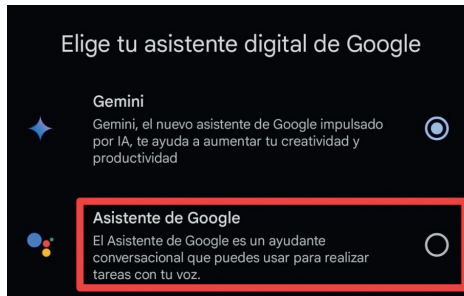 Elige tu asistente digital de Google
Gemini
Gemini, el nuevo asistente de Google impulsado
por IA, te ayuda a aumentar tu creatividad y
productividad
Asistente de Google
El Asistente de Google es un ayudante
conversacional que puedes usar para realizar
tareas con tu voz.